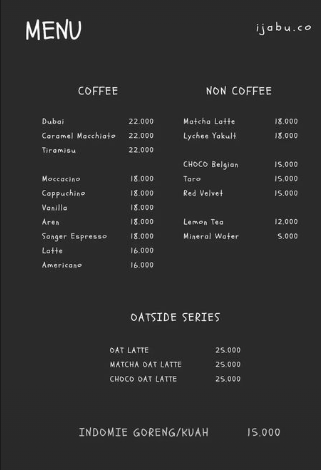 MENU
ijabu.co
COFFEE
Dubai 22.000
Caramel Macchiato 22.000
Tiramisu 22.000
Moccacino 18.000
Cappuchino 18.000
Vanilla 18.000
Aren 18.000
Sanger Espresso 18.000
Latte 16.000
Americano 16.000
NON COFFEE
Matcha Latte 18.000
Lychee Yakult 18.000
CHOCO Belgian 15.000
Taro 15.000
Red Velvet 15.000
Lemon Tea 12,000
Mineral Water 5.000
OATSIDE SERIES
OAT LATTE 25.000
MATCHA OAT LATTE 25.000
CHOCO OAT LATTE 25.000
INDOMIE GORENG/KUAH 15.000